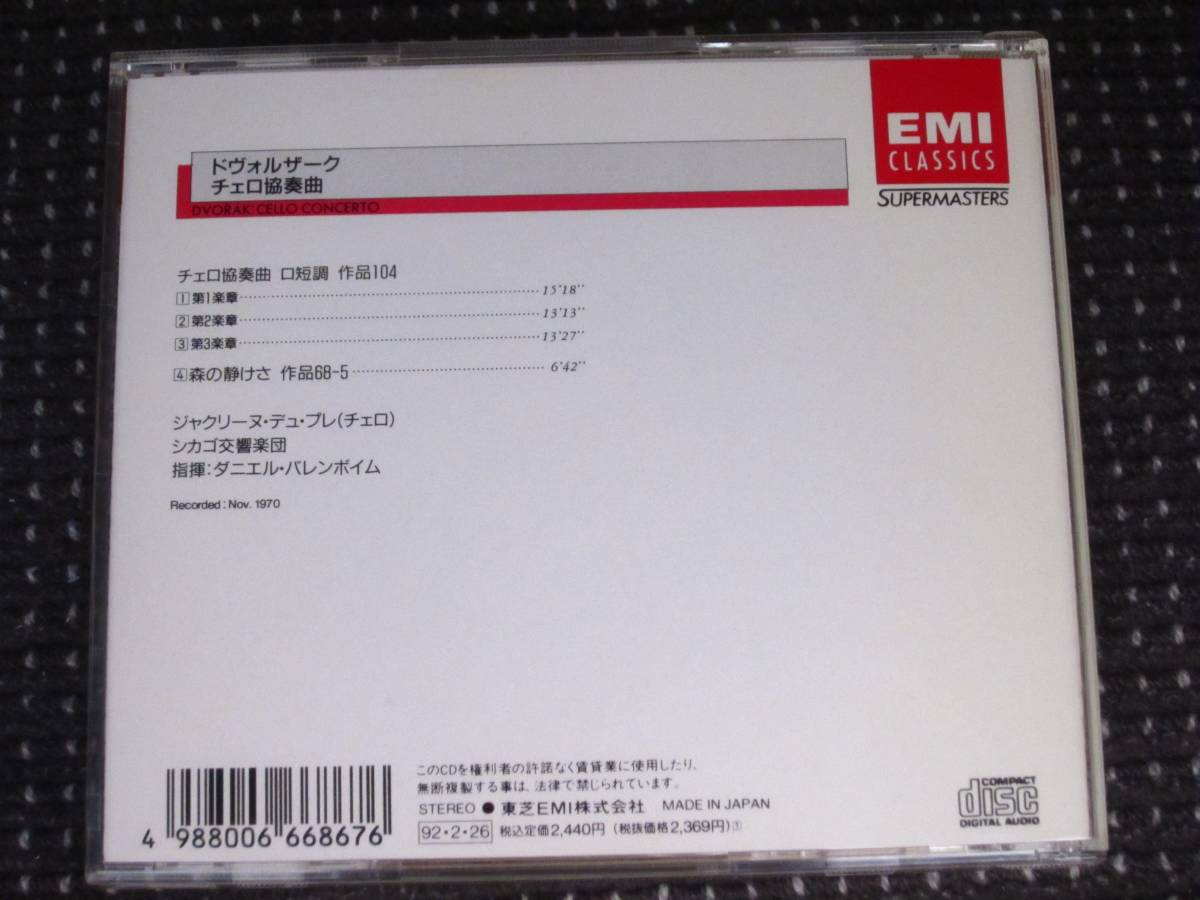 EMI
CLASSICS
SUPERMASTERS
ドヴォルザーク
チェロ協奏曲
DVOŘÁK: CELLO CONCERTO
チェロ協奏曲 ロ短調 作品104
1 第1楽章 15'18''
2 第2楽章 13'13''
3 第3楽章 13'27''
4 森の静けさ 作品68-5 6'42''
ジャクリーヌ・デュ・プレ(チェロ)
シカゴ交響楽団
指揮:ダニエル・バレンボイム
Recorded: Nov. 1970
このCDを権利者の許諾なく賃貸業に使用したり、
無断複製する事は、法律で禁じられています。
STEREO ● 東芝EMI株式会社 MADE IN JAPAN
92・2・26 税込定価2,440円(税抜価格2,369円)①
4 988006 668676
COMPACT
disc
DIGITAL AUDIO